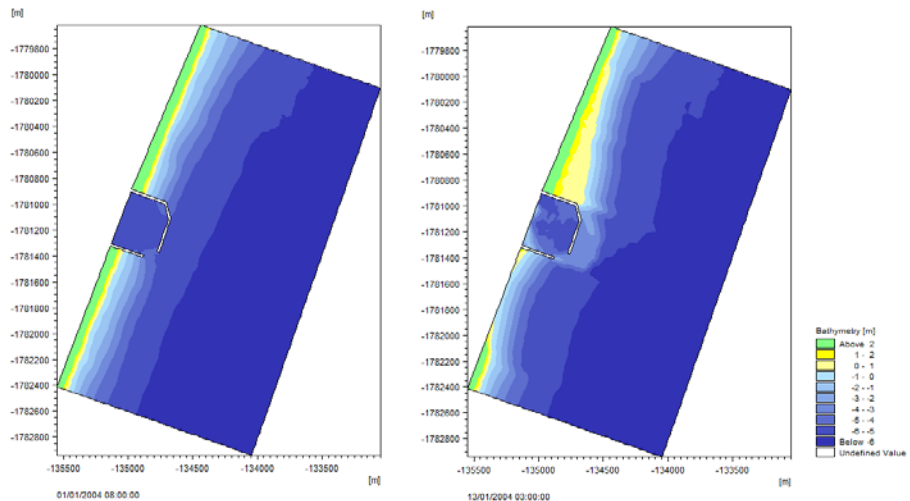 [m]
-1779800
-1780000
-1780200
-1780400
-1780600
-1780800
-1781000
-1781200
-1781400
-1781600
-1781800
-1782000
-1782200
-1782400
-1782600
-1782800
-135500
-135000
-134500
-134000
-133500
[m]
01/01/2004 08:00:00
[m]
-1779800
-1780000
-1780200
-1780400
-1780600
-1780800
-1781000
-1781200
-1781400
-1781600
-1781800
-1782000
-1782200
-1782400
-1782600
-1782800
-135500
-135000
-134500
-134000
-133500
[m]
13/01/2004 03:00:00
Bathymetry [m]
Above 2
1 - 2
0 - 1
-1 - 0
-2 - -1
-3 - -2
-4 - -3
-5 - -4
-6 - -5
Below -6
Undefined Value